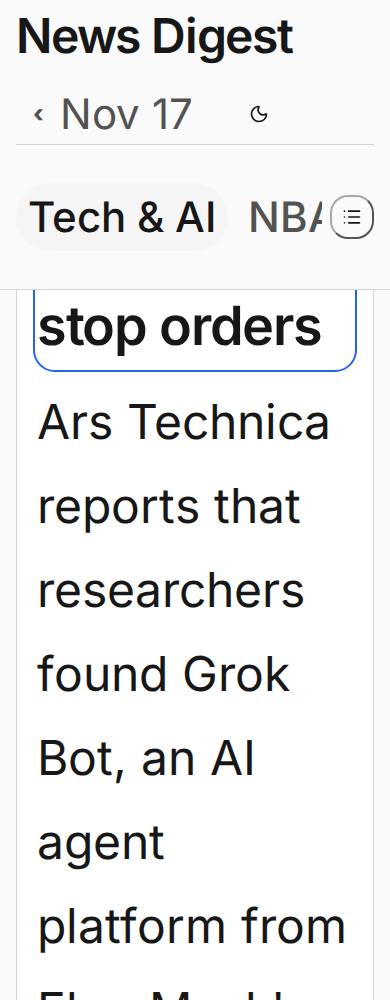 News Digest
‹ Nov 17
Tech & AI
stop orders
Ars Technica
reports that
researchers
found Grok
Bot, an AI
agent
platform from